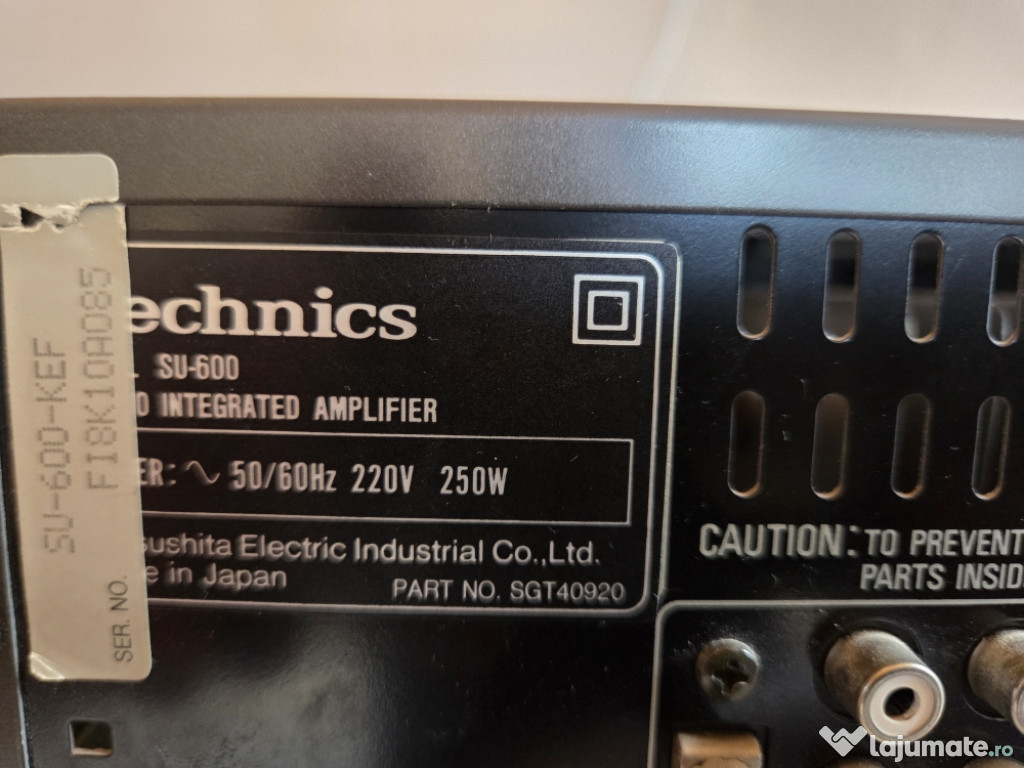 echnics
SU-600
O INTEGRATED AMPLIFIER
ER: ∿ 50/60Hz 220V 250W
sushita Electric Industrial Co.,Ltd.
e in Japan
PART NO. SGT40920
SU-600-KEF
FI8K10A085
SER. NO.
CAUTION: TO PREVENT
PARTS INSID
lajumate.ro